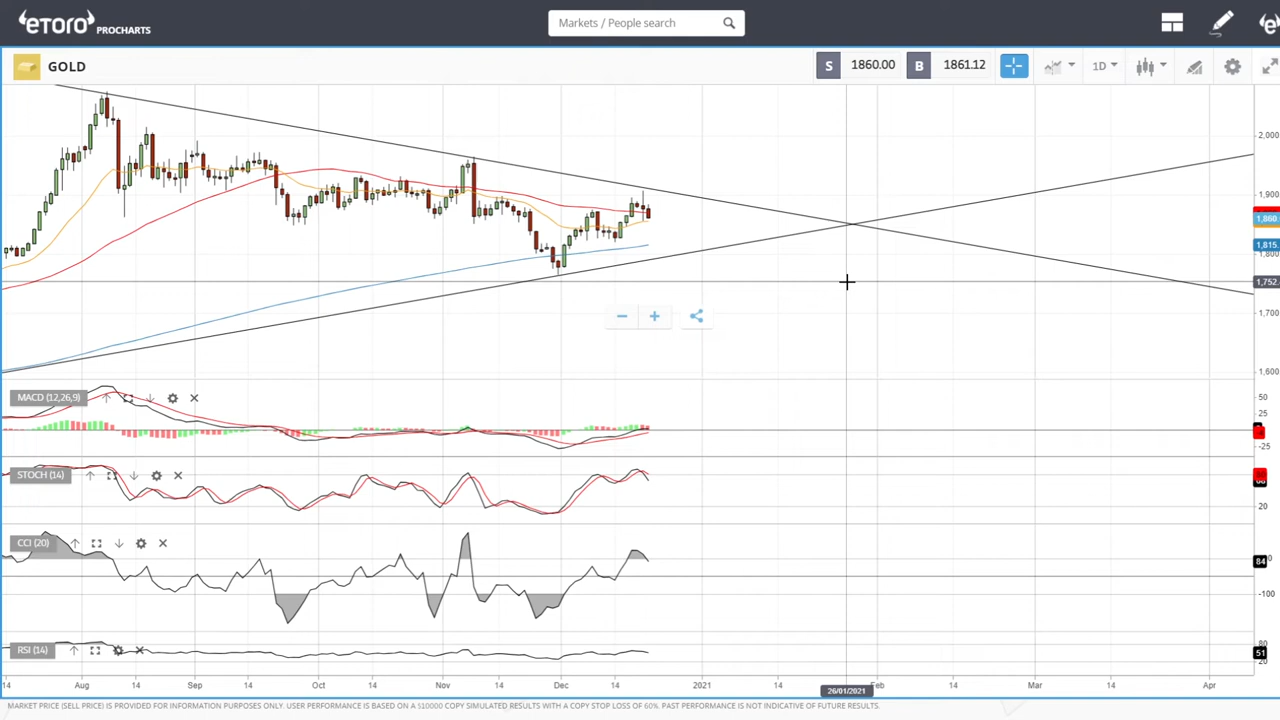 eTORO PROCHARTS
Markets / People search
GOLD
S 1860.00 B 1861.12 1D
2,000
1,900
1,860.
1,815.
1,800
1,752.
1,700
1,600
MACD (12,26,9)
50
25
-25
STOCH (14)
20
CCI (20)
84
-100
RSI (14)
80
51
20
14 Aug 14 Sep 14 Oct 14 Nov 14 Dec 14 2021 14 Feb 14 Mar 14 Apr
26/01/2021
MARKET PRICE (SELL PRICE) IS PROVIDED FOR INFORMATION PURPOSES ONLY. USER PERFORMANCE IS BASED ON A $10000 COPY SIMULATED RESULTS WITH A COPY STOP LOSS OF 60%. PAST PERFORMANCE IS NOT INDICATIVE OF FUTURE RESULTS.